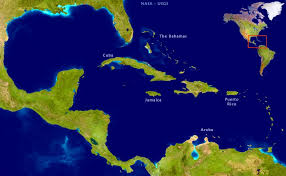 NASA - USGS
The Bahamas
Cuba
Jamaica
Puerto
Rico
Aruba